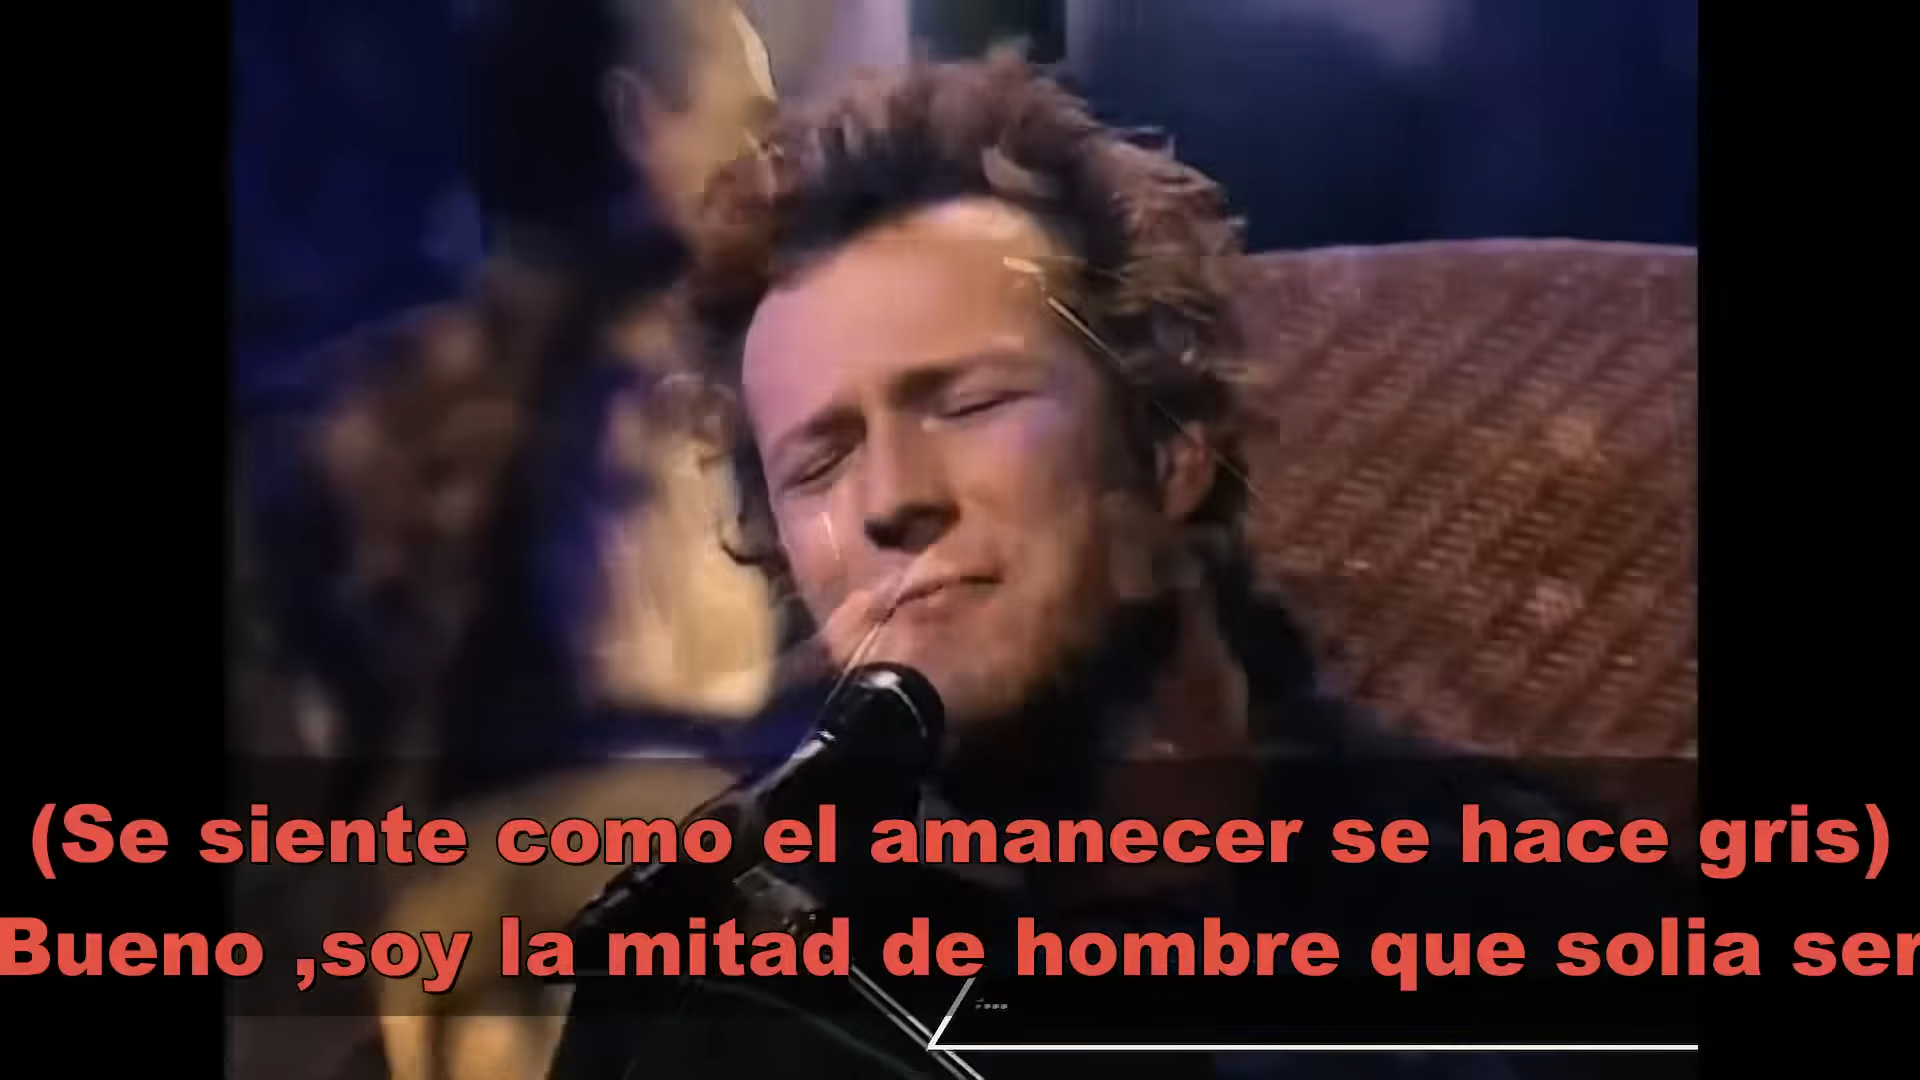 (Se siente como el amanecer se hace gris)
Bueno ,soy la mitad de hombre que solia ser